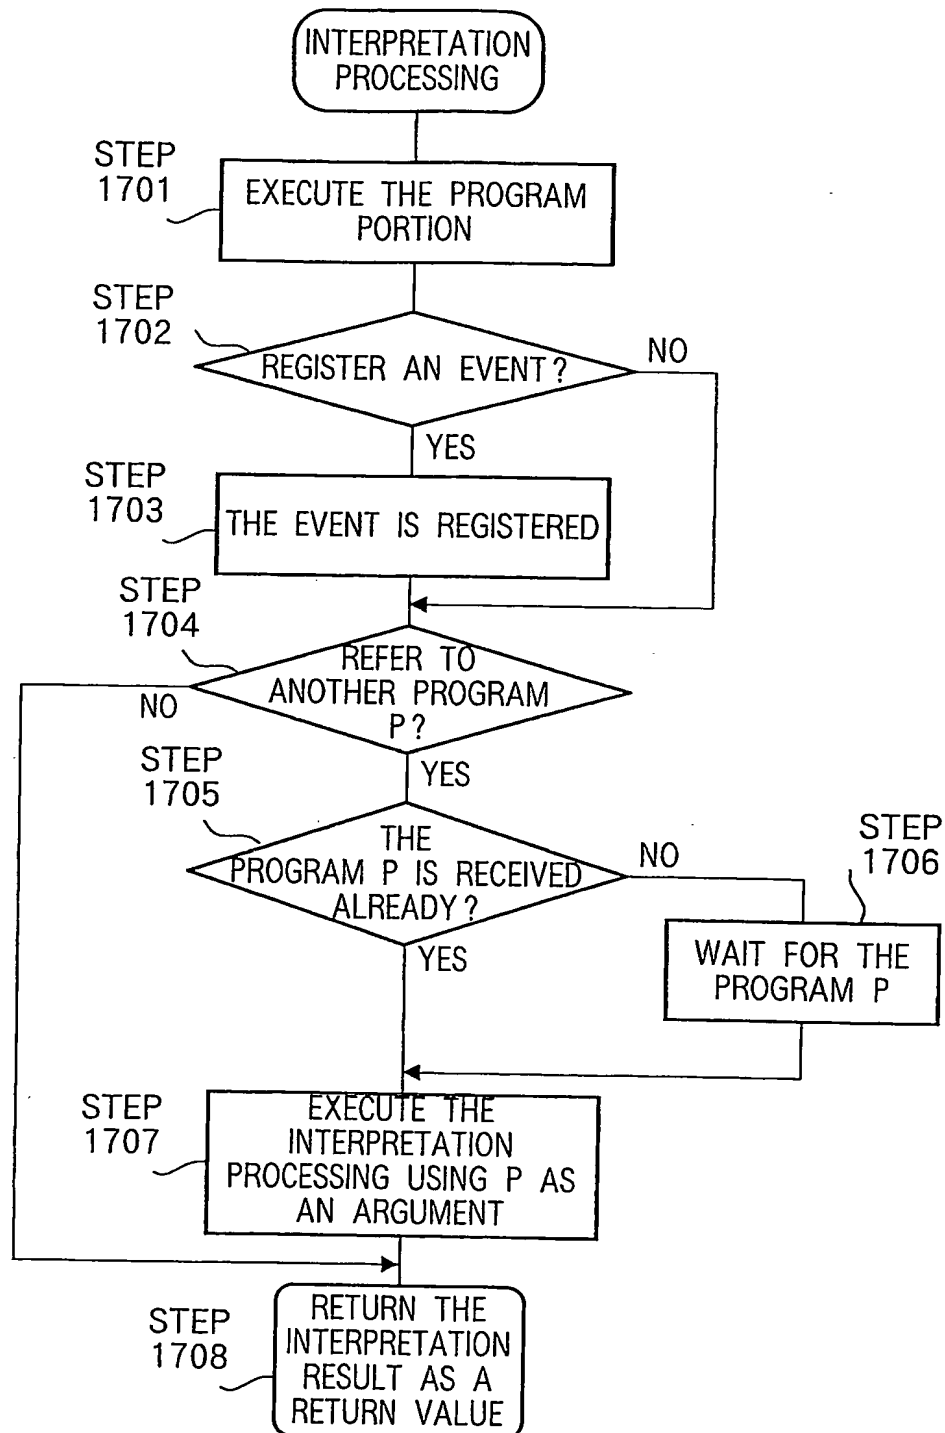 INTERPRETATION
PROCESSING
STEP
1701
EXECUTE THE PROGRAM
PORTION
STEP
1702
REGISTER AN EVENT?
NO
YES
STEP
1703
THE EVENT IS REGISTERED
STEP
1704
REFER TO
ANOTHER PROGRAM
P?
NO
YES
STEP
1705
THE
PROGRAM P IS RECEIVED
ALREADY?
NO
YES
STEP
1706
WAIT FOR THE
PROGRAM P
STEP
1707
EXECUTE THE
INTERPRETATION
PROCESSING USING P AS
AN ARGUMENT
STEP
1708
RETURN THE
INTERPRETATION
RESULT AS A
RETURN VALUE